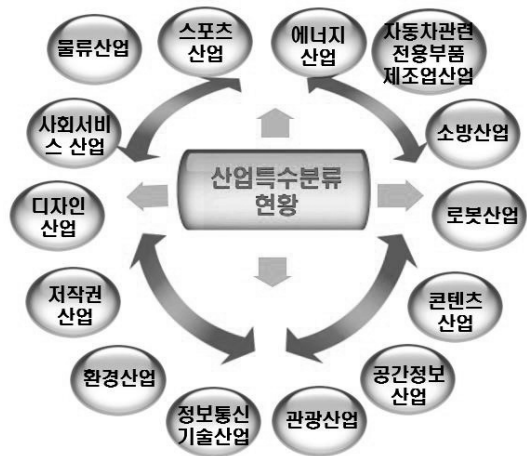 물류산업
스포츠
산업
에너지
산업
자동차관련
전용부품
제조업산업
사회서비
스 산업
소방산업
산업특수분류
현황
디자인
산업
로봇산업
저작권
산업
콘텐츠
산업
환경산업
공간정보
산업
정보통신
기술산업
관광산업